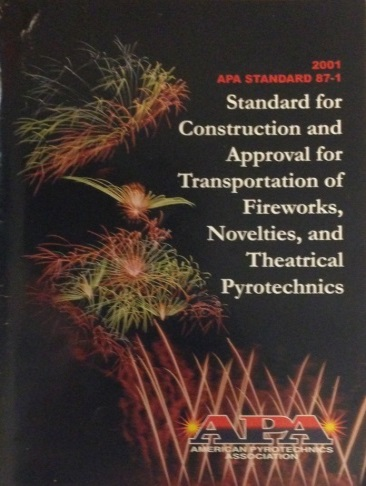 2001
APA STANDARD 87-1
Standard for
Construction and
Approval for
Transportation of
Fireworks,
Novelties, and
Theatrical
Pyrotechnics
APA
AMERICAN PYROTECHNICS
ASSOCIATION